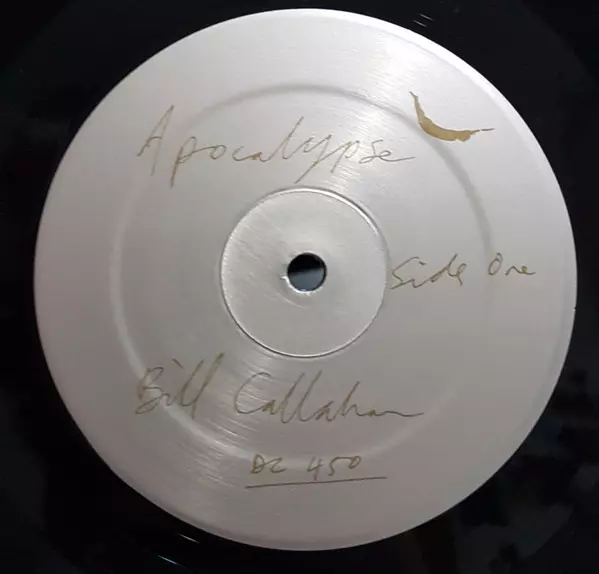 Apocalypse
Side One
Bill Callahan
DC 450